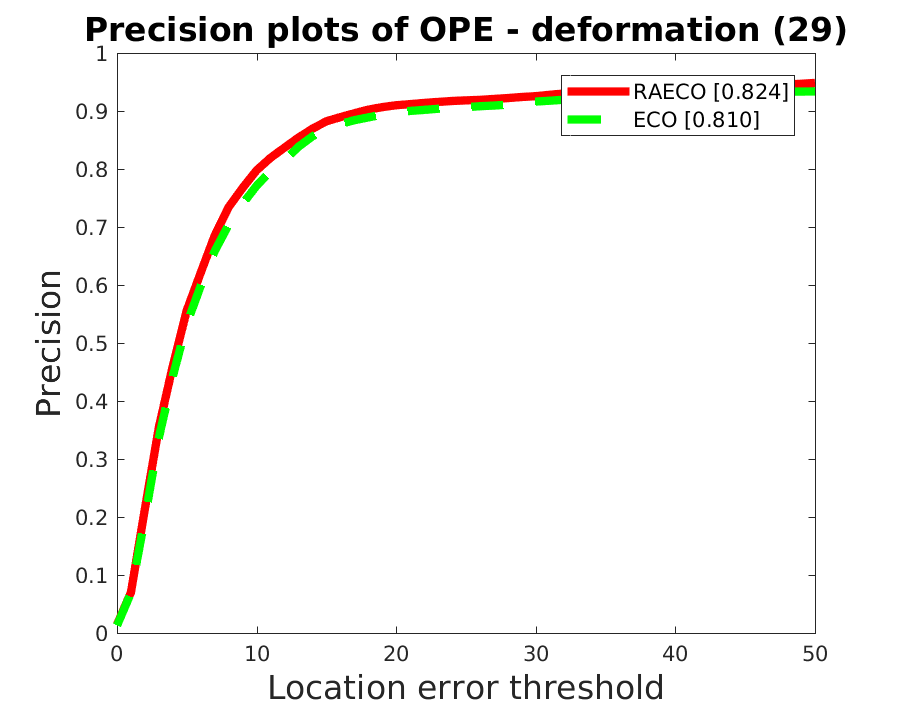 Precision plots of OPE - deformation (29)
1
0.9
0.8
0.7
0.6
0.5
0.4
0.3
0.2
0.1
0
Precision
RAECO [0.824]
ECO [0.810]
0 10 20 30 40 50
Location error threshold